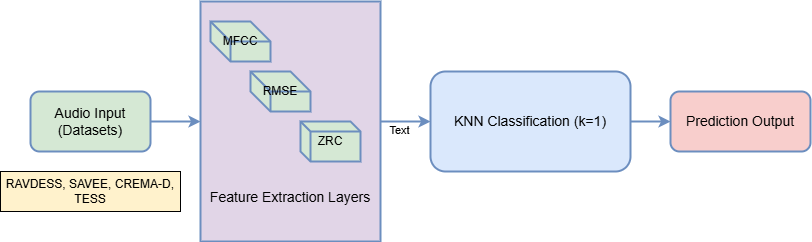 MFCC
RMSE
ZRC
Feature Extraction Layers
Audio Input
(Datasets)
RAVDESS, SAVEE, CREMA-D,
TESS
Text
KNN Classification (k=1)
Prediction Output